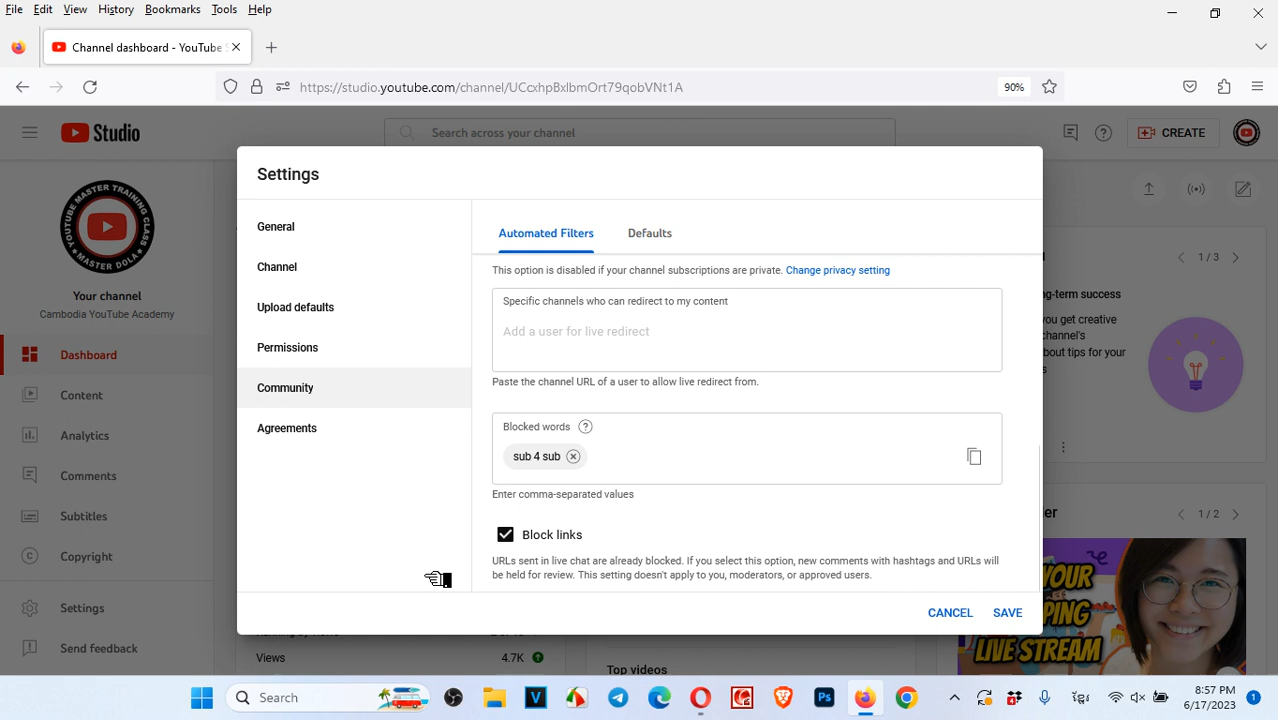 File Edit View History Bookmarks Tools Help
Channel dashboard - YouTube S
https://studio.youtube.com/channel/UCcxhpBxlbmOrt79qobVNt1A
90%
Studio
Search across your channel
CREATE
Settings
YOUTUBE MASTER TRAINING CLASS
MASTER DOLA
Your channel
Cambodia YouTube Academy
Dashboard
Content
Analytics
Comments
Subtitles
Copyright
Settings
Send feedback
General
Channel
Upload defaults
Permissions
Community
Agreements
Automated Filters
Defaults
This option is disabled if your channel subscriptions are private. Change privacy setting
Specific channels who can redirect to my content
Add a user for live redirect
Paste the channel URL of a user to allow live redirect from.
Blocked words
sub 4 sub
Enter comma-separated values
Block links
URLs sent in live chat are already blocked. If you select this option, new comments with hashtags and URLs will
be held for review. This setting doesn't apply to you, moderators, or approved users.
CANCEL
SAVE
1 / 3
ng-term success
you get creative
channel's
bout tips for your
1 / 2
YOUR
PING
LIVE STREAM
Views
4.7K
Top videos
Search
8:57 PM
6/17/2023